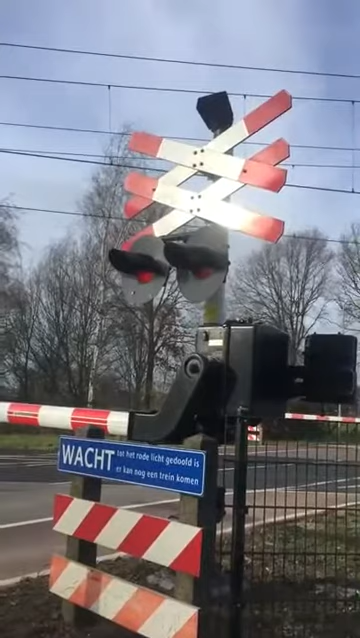 WACHT tot het rode licht gedoofd is
er kan nog een trein komen